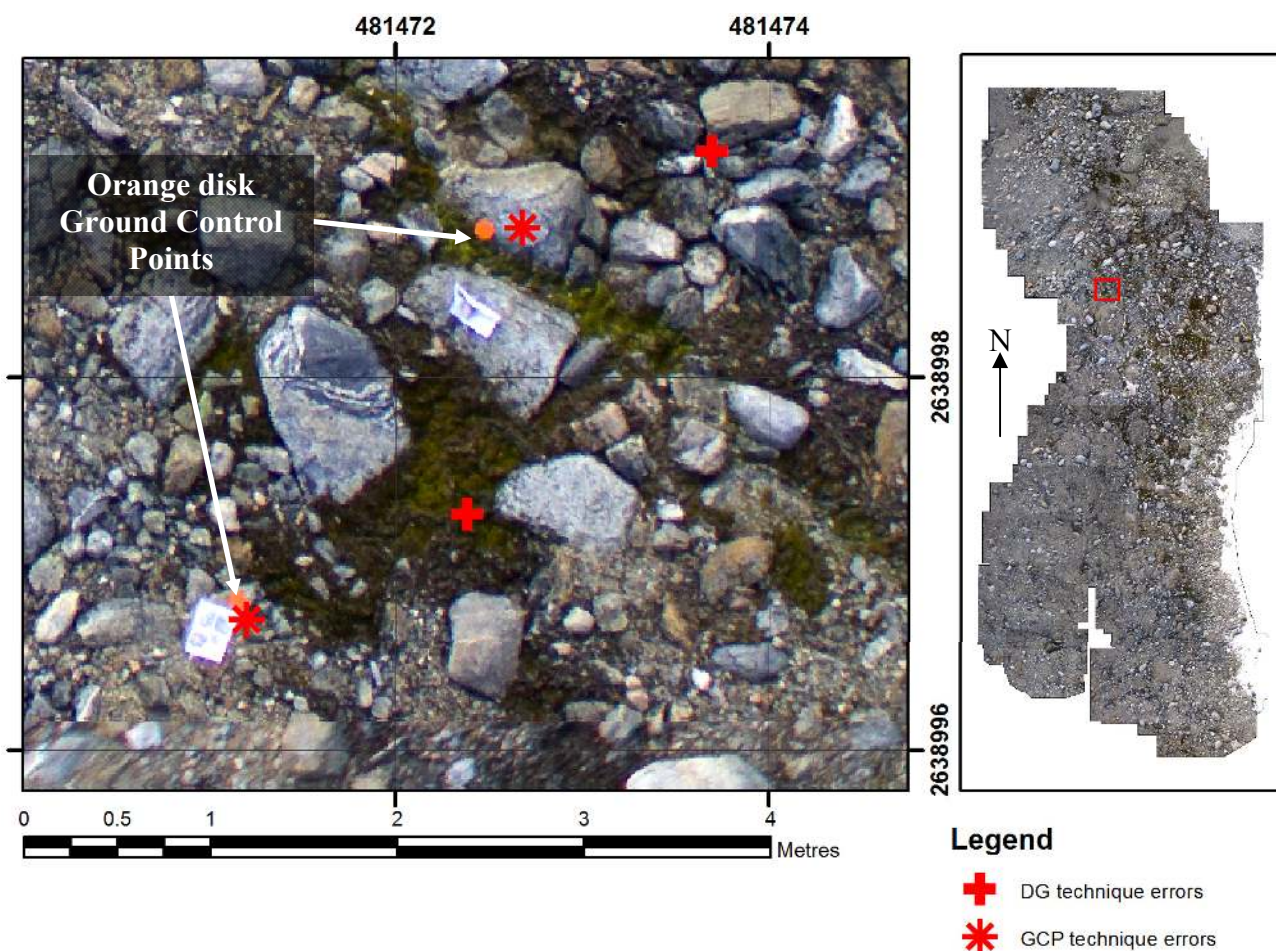 481472
481474
Orange disk
Ground Control
Points
2638998
2638996
N
0 0.5 1 2 3 4
Metres
Legend
DG technique errors
GCP technique errors